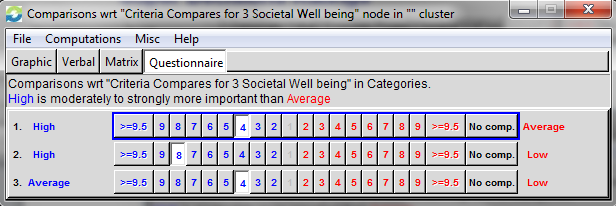 Comparisons wrt "Criteria Compares for 3 Societal Well being" node in "" cluster
File Computations Misc Help
Graphic Verbal Matrix Questionnaire
Comparisons wrt "Criteria Compares for 3 Societal Well being" in Categories.
High is moderately to strongly more important than Average
1. High >=9.5 9 8 7 6 5 4 3 2 1 2 3 4 5 6 7 8 9 >=9.5 No comp. Average
2. High >=9.5 9 8 7 6 5 4 3 2 1 2 3 4 5 6 7 8 9 >=9.5 No comp. Low
3. Average >=9.5 9 8 7 6 5 4 3 2 1 2 3 4 5 6 7 8 9 >=9.5 No comp. Low